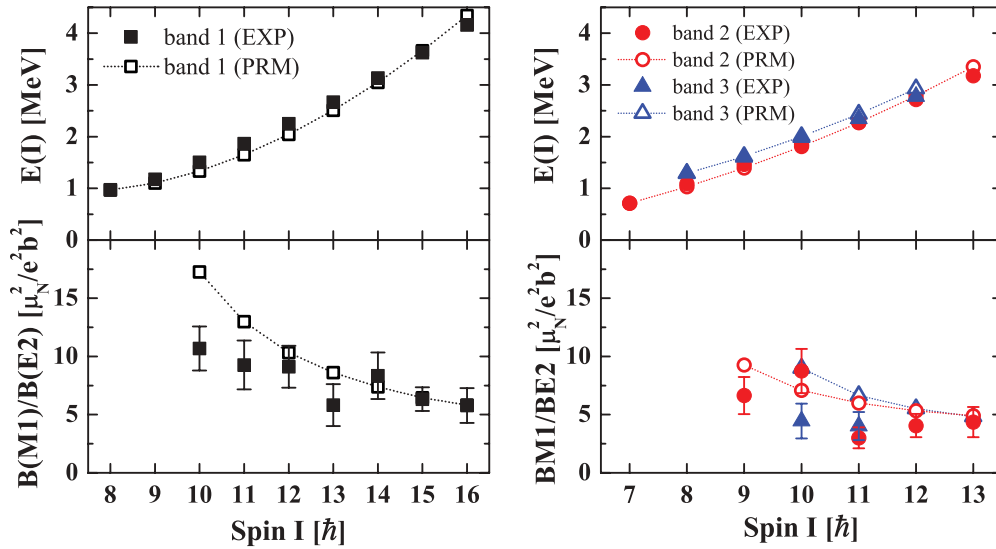 E(I) [MeV]
4
3
2
1
0
band 1 (EXP)
band 1 (PRM)
B(M1)/B(E2) [μ²N/e²b²]
15
10
5
0
8 9 10 11 12 13 14 15 16
Spin I [ℏ]
E(I) [MeV]
4
3
2
1
0
band 2 (EXP)
band 2 (PRM)
band 3 (EXP)
band 3 (PRM)
BM1/BE2 [μ²N/e²b²]
15
10
5
0
7 8 9 10 11 12 13
Spin I [ℏ]